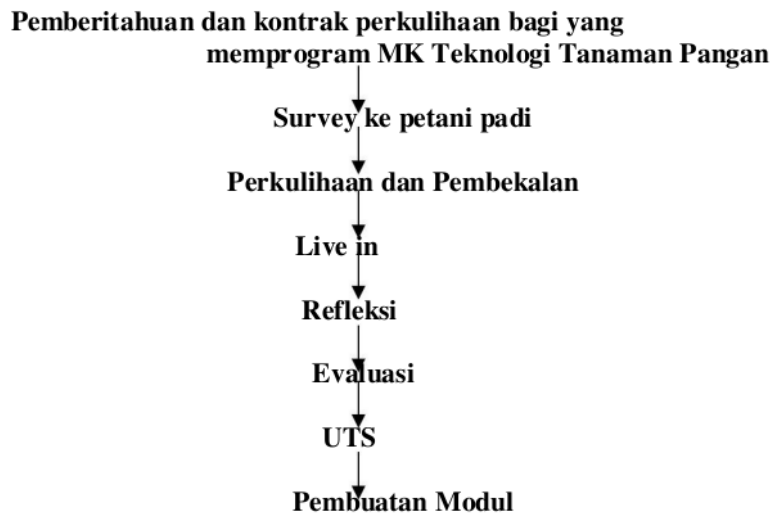 Pemberitahuan dan kontrak perkulihaan bagi yang
memprogram MK Teknologi Tanaman Pangan
Survey ke petani padi
Perkulihaan dan Pembekalan
Live in
Refleksi
Evaluasi
UTS
Pembuatan Modul